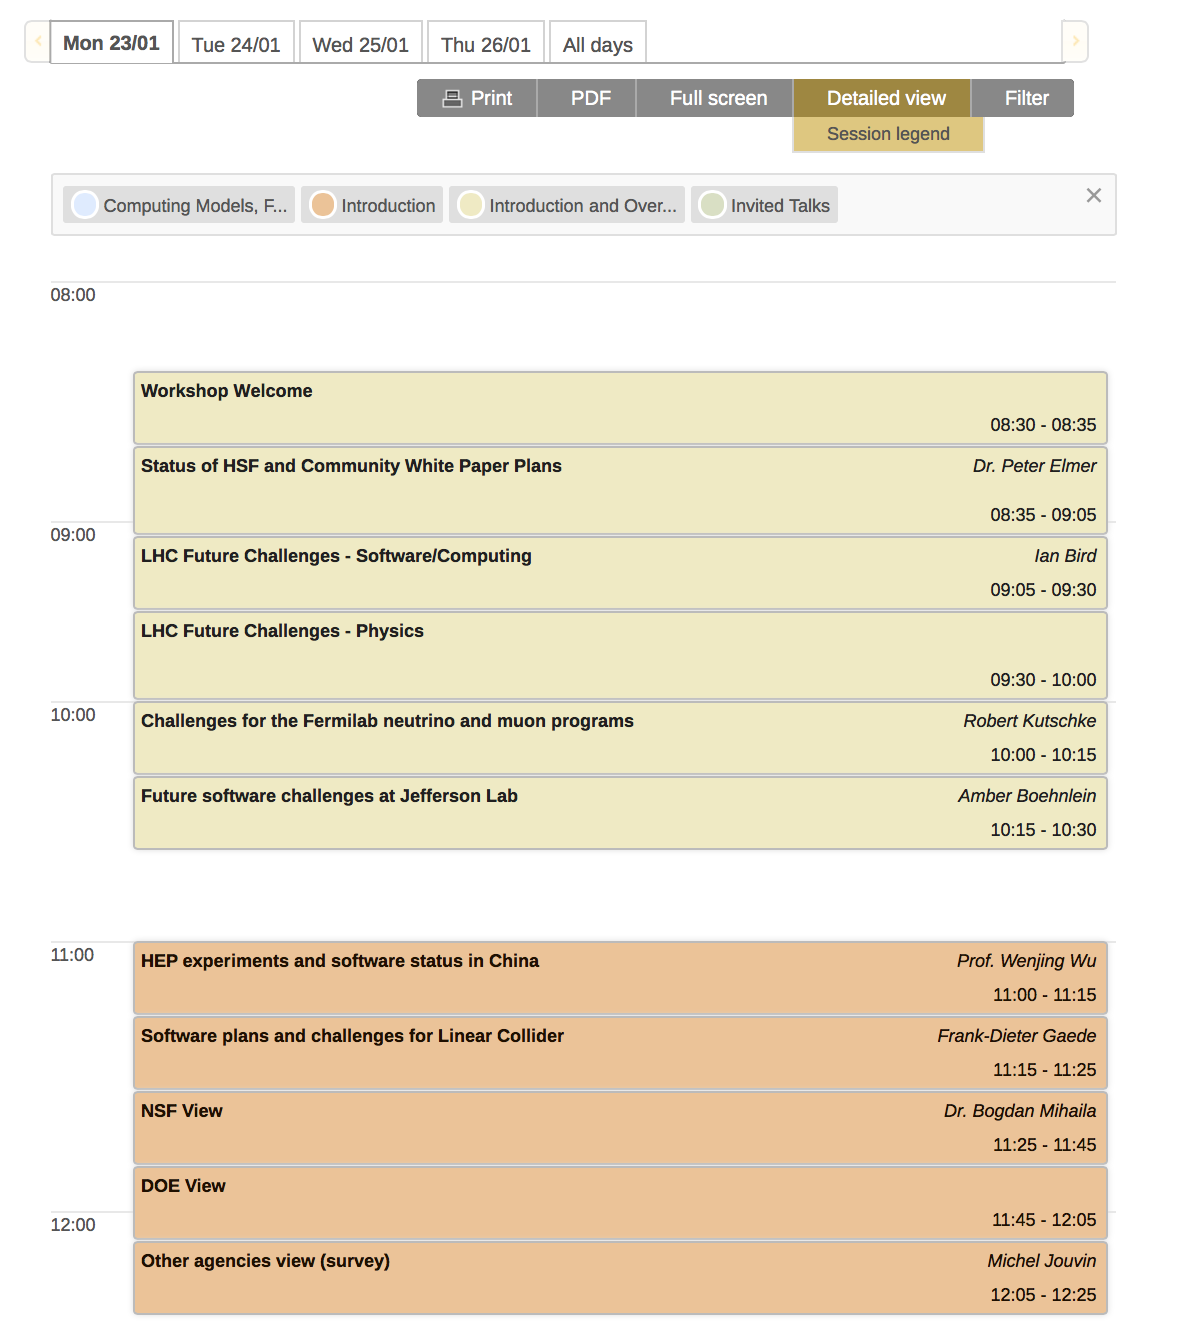 Mon 23/01 Tue 24/01 Wed 25/01 Thu 26/01 All days
Print PDF Full screen Detailed view Filter
Session legend
Computing Models, F... Introduction Introduction and Over... Invited Talks
08:00
Workshop Welcome
08:30 - 08:35
Status of HSF and Community White Paper Plans Dr. Peter Elmer
08:35 - 09:05
09:00
LHC Future Challenges - Software/Computing Ian Bird
09:05 - 09:30
LHC Future Challenges - Physics
09:30 - 10:00
10:00
Challenges for the Fermilab neutrino and muon programs Robert Kutschke
10:00 - 10:15
Future software challenges at Jefferson Lab Amber Boehnlein
10:15 - 10:30
11:00
HEP experiments and software status in China Prof. Wenjing Wu
11:00 - 11:15
Software plans and challenges for Linear Collider Frank-Dieter Gaede
11:15 - 11:25
NSF View Dr. Bogdan Mihaila
11:25 - 11:45
DOE View
11:45 - 12:05
12:00
Other agencies view (survey) Michel Jouvin
12:05 - 12:25